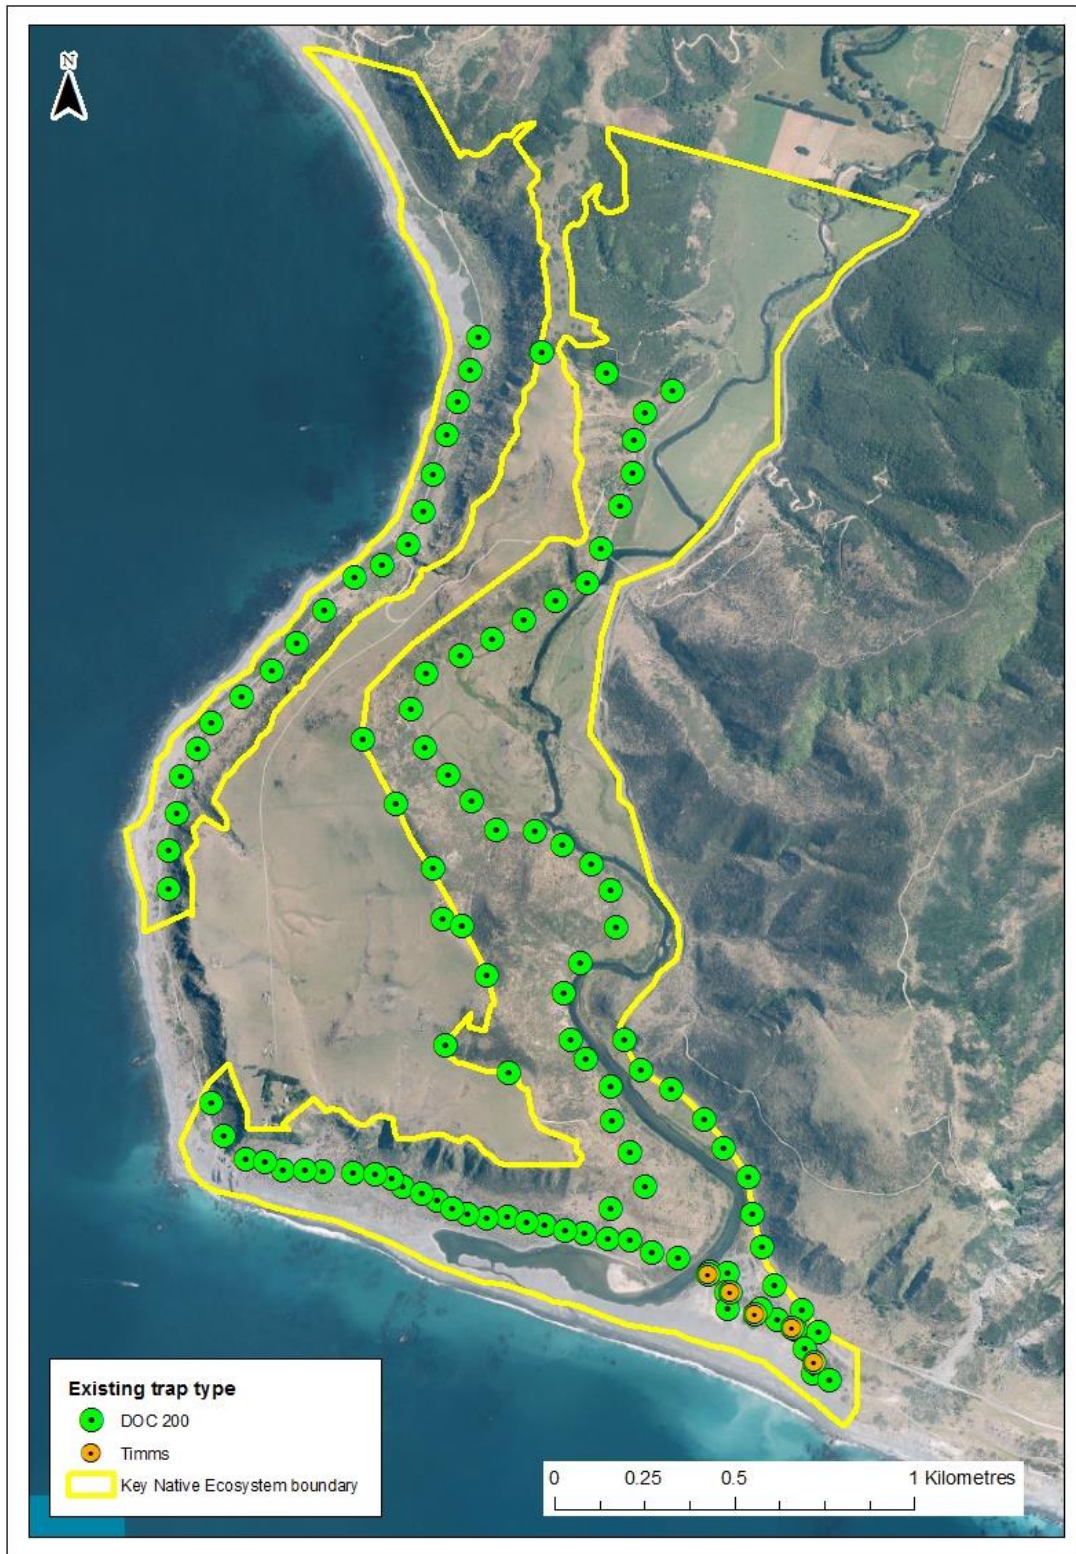 N
Existing trap type
DOC 200
Timms
Key Native Ecosystem boundary
0 0.25 0.5 1 Kilometres